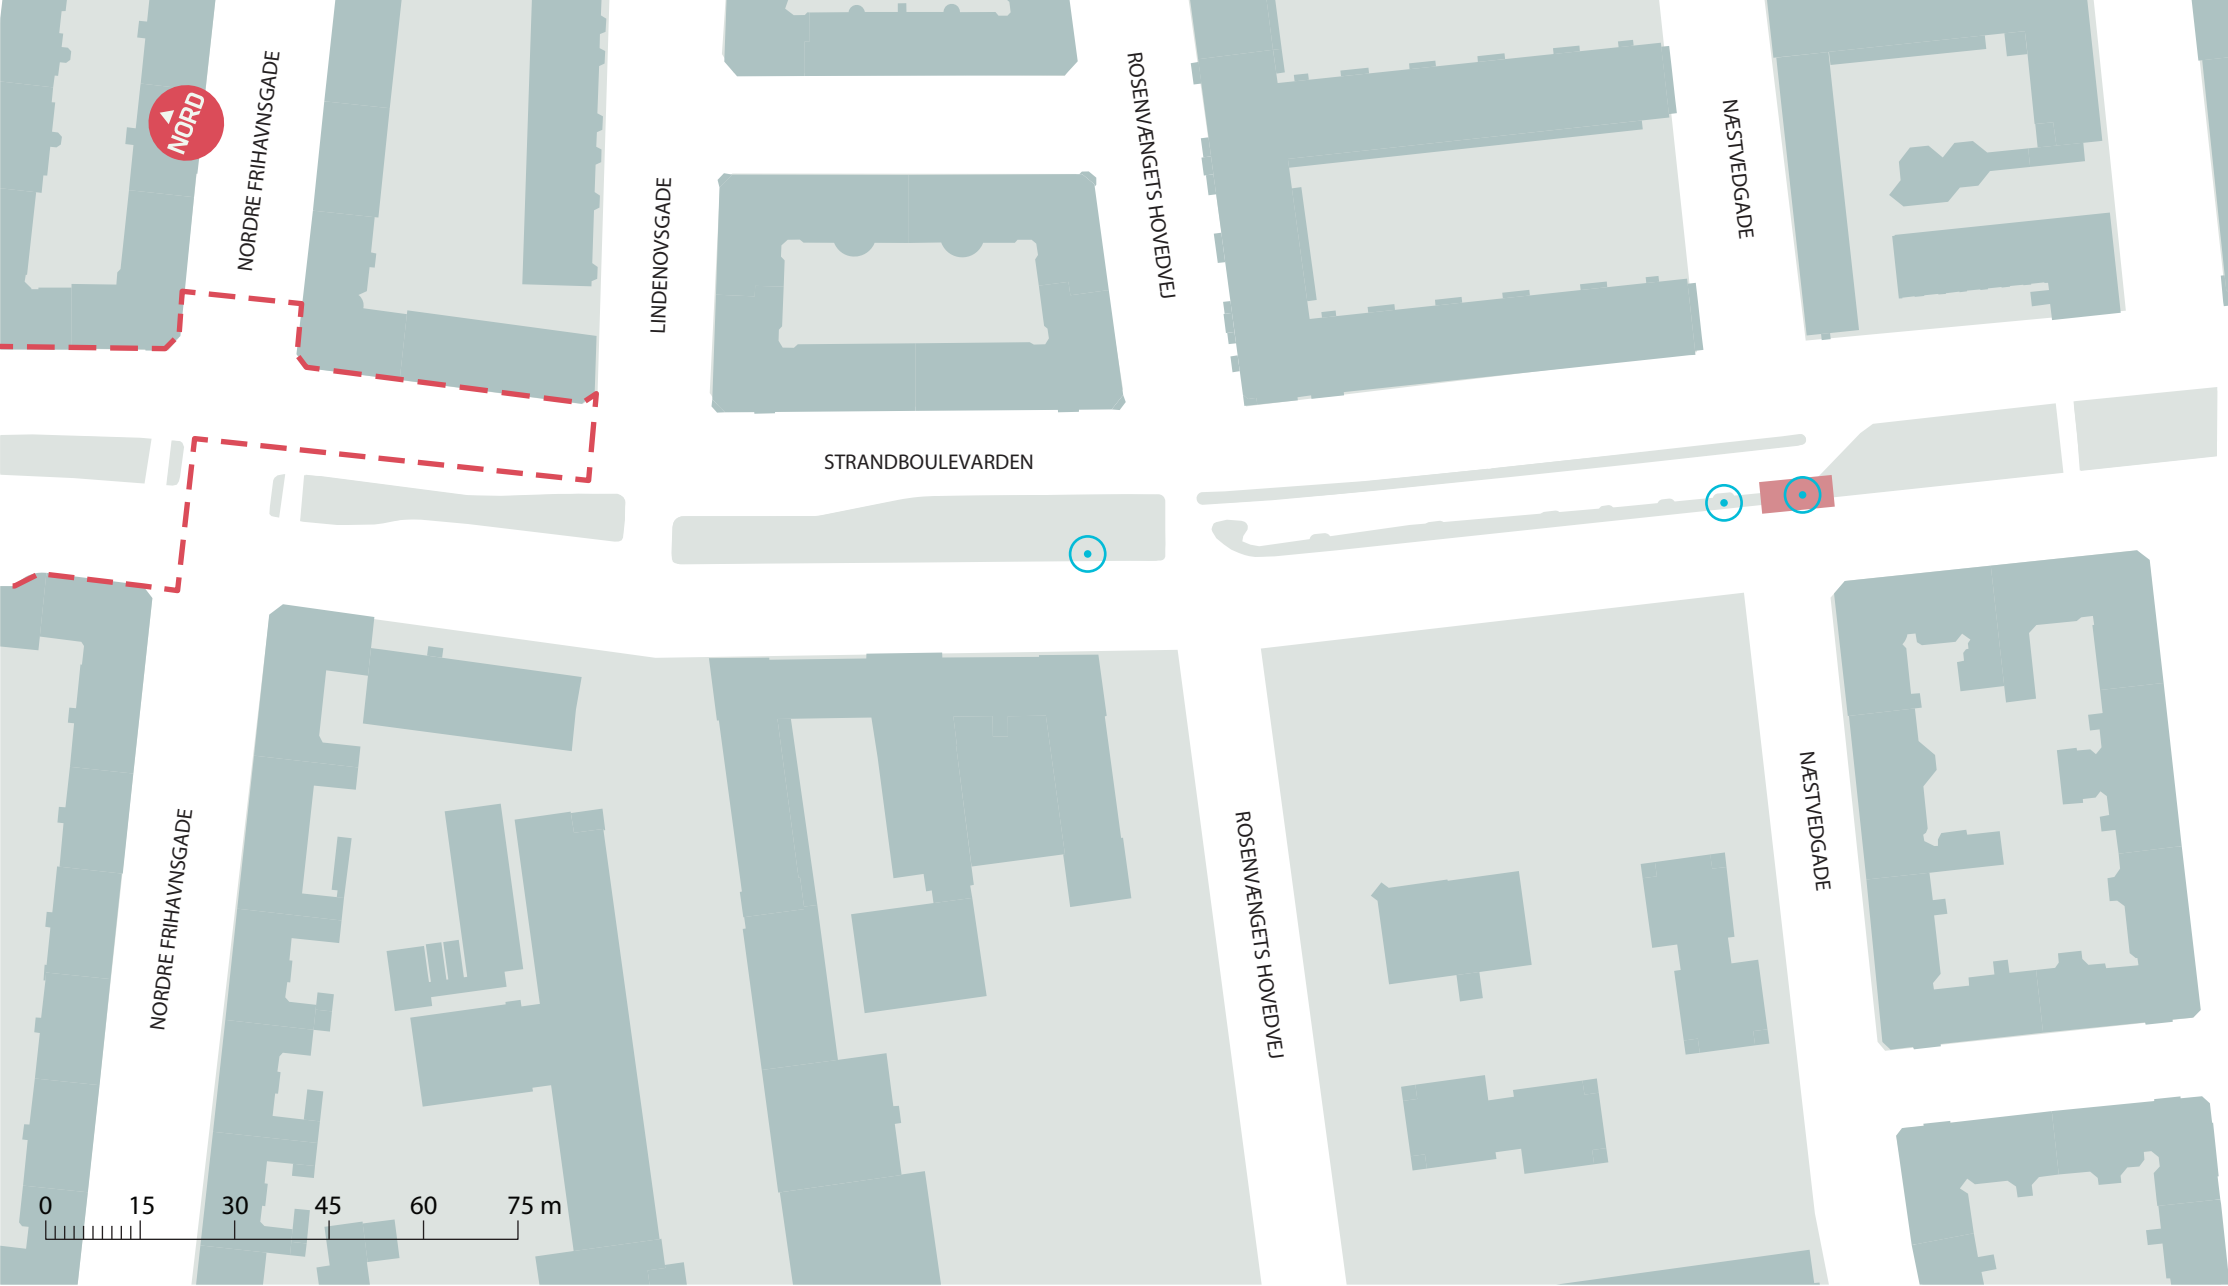 NORD
NORDRE FRIHAVNSGADE
LINDENOVSGADE
ROSENVÆNGETS HOVEDVEJ
NÆSTVEDGADE
STRANDBOULEVARDEN
NORDRE FRIHAVNSGADE
ROSENVÆNGETS HOVEDVEJ
NÆSTVEDGADE
0 15 30 45 60 75 m